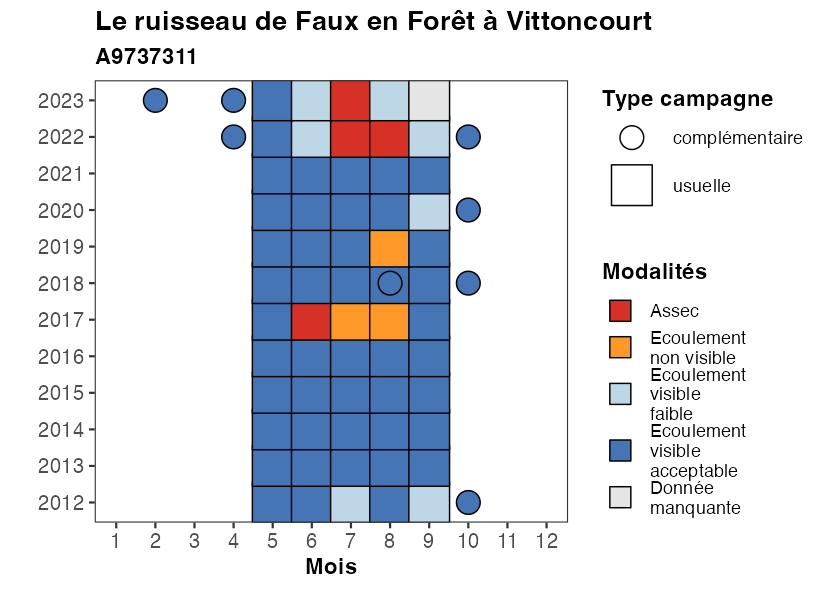 Le ruisseau de Faux en Forêt à Vittoncourt
A9737311
2023
2022
2021
2020
2019
2018
2017
2016
2015
2014
2013
2012
1 2 3 4 5 6 7 8 9 10 11 12
Mois
Type campagne
complémentaire
usuelle
Modalités
Assec
Ecoulement
non visible
Ecoulement
visible
faible
Ecoulement
visible
acceptable
Donnée
manquante